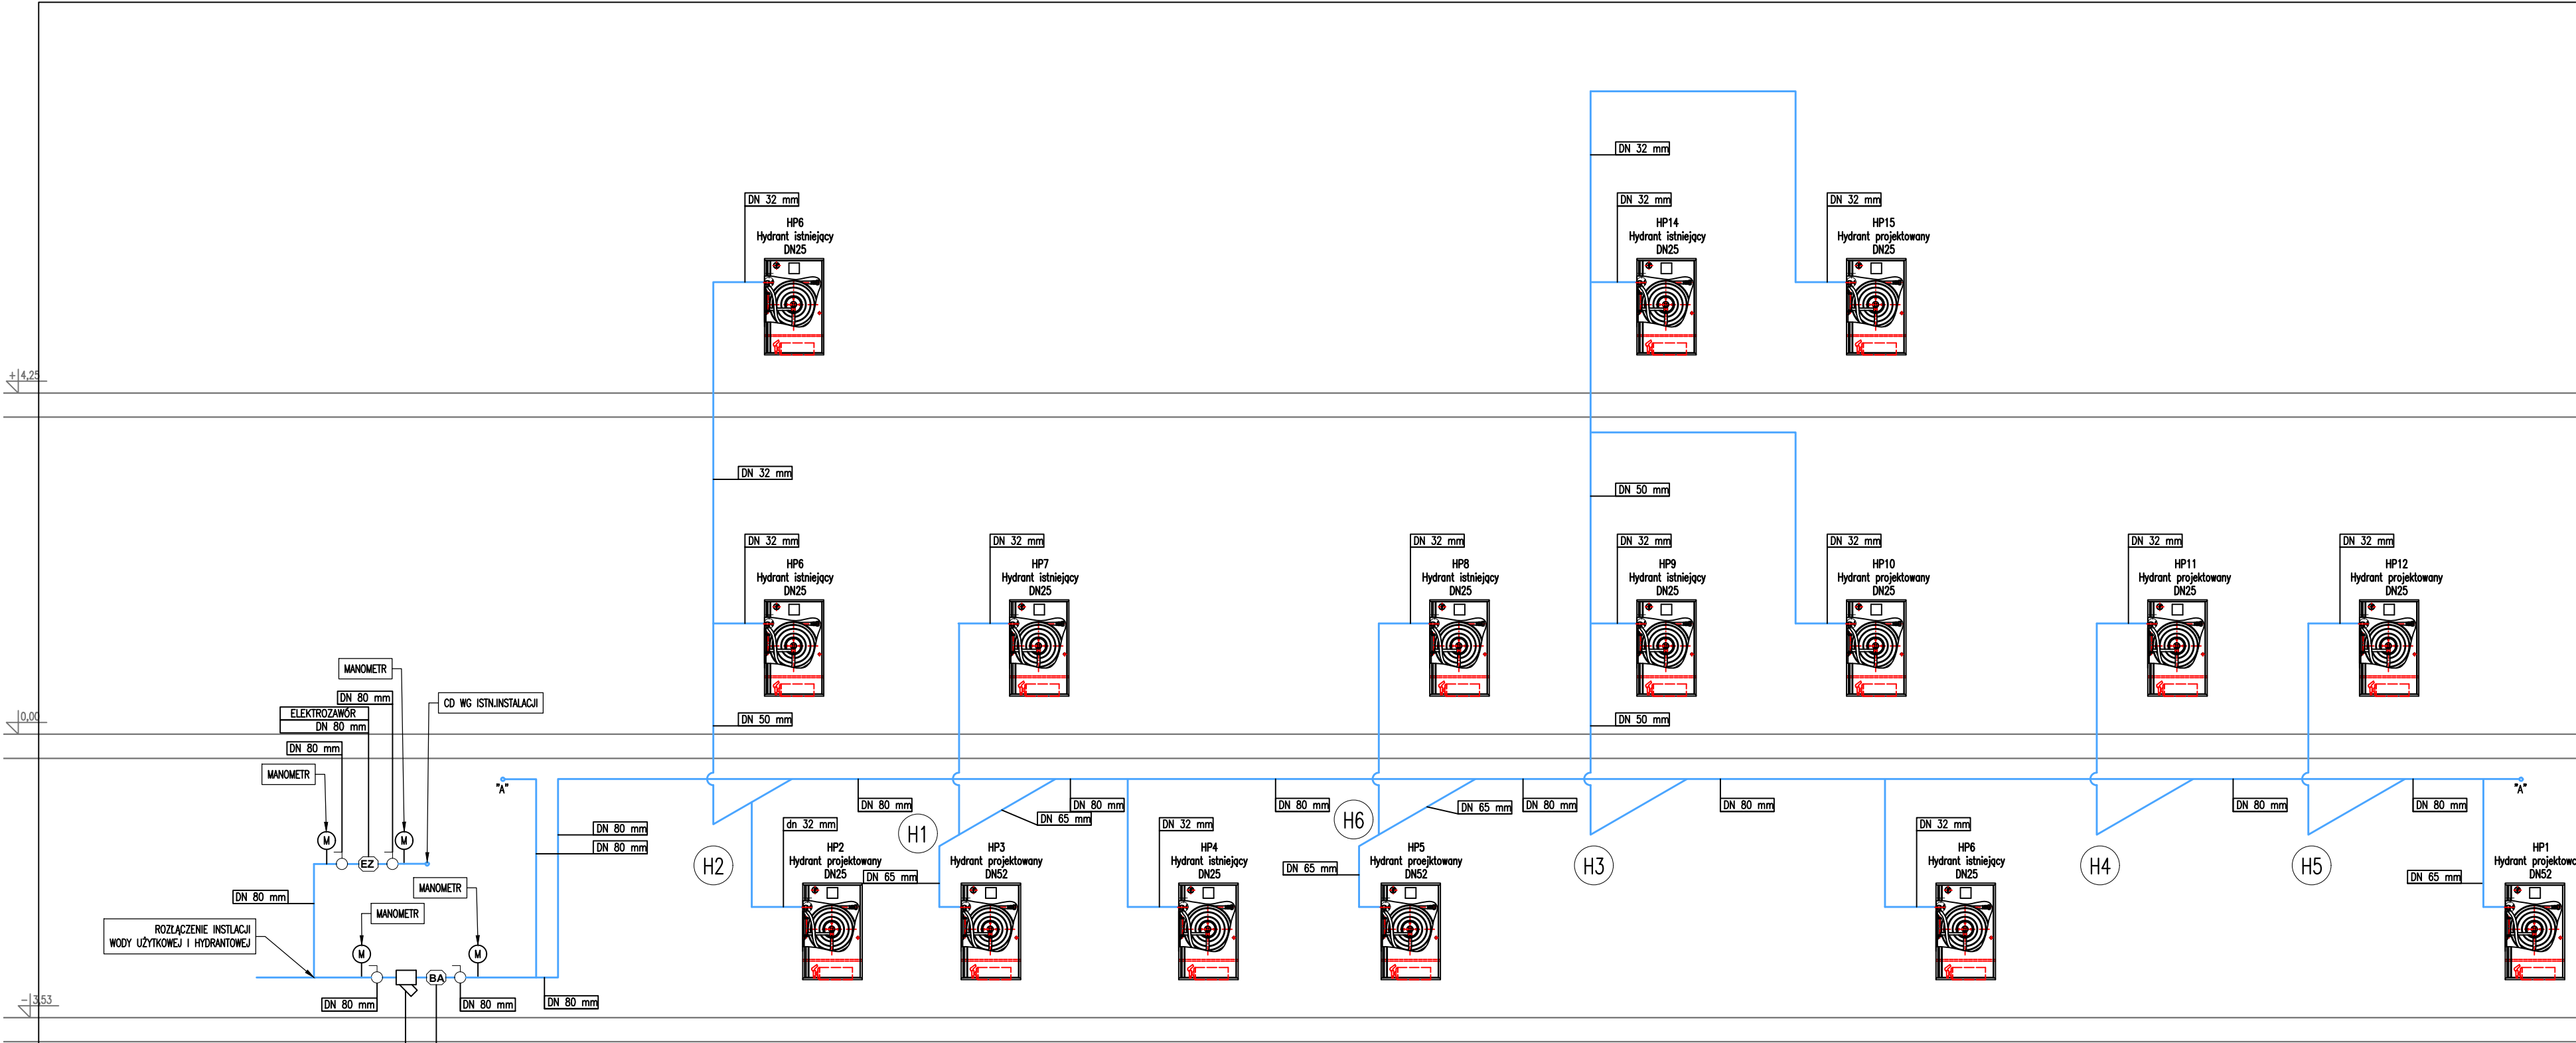 DN 32 mm
DN 32 mm
DN 32 mm
DN 32 mm
HP6
Hydrant istniejący
DN25
HP14
Hydrant istniejący
DN25
HP15
Hydrant projektowany
DN25
+4,25
DN 32 mm
DN 50 mm
DN 32 mm
DN 32 mm
DN 32 mm
DN 32 mm
DN 32 mm
DN 32 mm
DN 32 mm
HP6
Hydrant istniejący
DN25
HP7
Hydrant istniejący
DN25
HP8
Hydrant istniejący
DN25
HP9
Hydrant istniejący
DN25
HP10
Hydrant projektowany
DN25
HP11
Hydrant projektowany
DN25
HP12
Hydrant projektowany
DN25
MANOMETR
DN 80 mm
CD WG ISTN.INSTALACJI
ELEKTROZAWÓR
DN 80 mm
0,00
DN 50 mm
DN 50 mm
DN 80 mm
MANOMETR
"A"
"A"
DN 80 mm
DN 80 mm
DN 80 mm
DN 80 mm
DN 80 mm
DN 80 mm
DN 80 mm
DN 65 mm
DN 65 mm
DN 80 mm
DN 80 mm
dn 32 mm
DN 32 mm
DN 32 mm
H1
H6
M
M
EZ
H2
H3
H4
H5
HP2
Hydrant projektowany
DN25
HP3
Hydrant projektowany
DN52
HP4
Hydrant istniejący
DN25
HP5
Hydrant proejktowany
DN52
HP6
Hydrant istniejący
DN25
HP1
Hydrant projektowa
DN52
DN 65 mm
DN 65 mm
DN 65 mm
MANOMETR
DN 80 mm
MANOMETR
ROZŁĄCZENIE INSTLACJI
WODY UŻYTKOWEJ I HYDRANTOWEJ
M
M
BA
DN 80 mm
DN 80 mm
DN 80 mm
-3,53